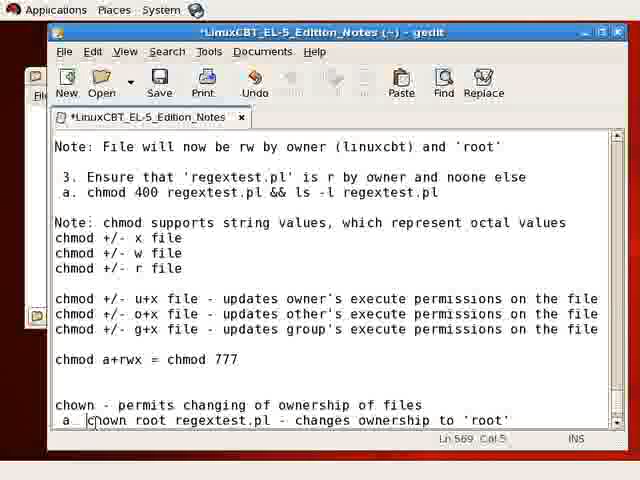 Applications Places System
*LinuxCBT_EL-5_Edition_Notes (~) - gedit
File Edit View Search Tools Documents Help
New Open Save Print Undo Paste Find Replace
*LinuxCBT_EL-5_Edition_Notes
Note: File will now be rw by owner (linuxcbt) and 'root'
3. Ensure that 'regextest.pl' is r by owner and noone else
a. chmod 400 regextest.pl && ls -l regextest.pl
Note: chmod supports string values, which represent octal values
chmod +/- x file
chmod +/- w file
chmod +/- r file
chmod +/- u+x file - updates owner's execute permissions on the file
chmod +/- o+x file - updates other's execute permissions on the file
chmod +/- g+x file - updates group's execute permissions on the file
chmod a+rwx = chmod 777
chown - permits changing of ownership of files
a. chown root regextest.pl - changes ownership to 'root'
Ln 569, Col 5 INS